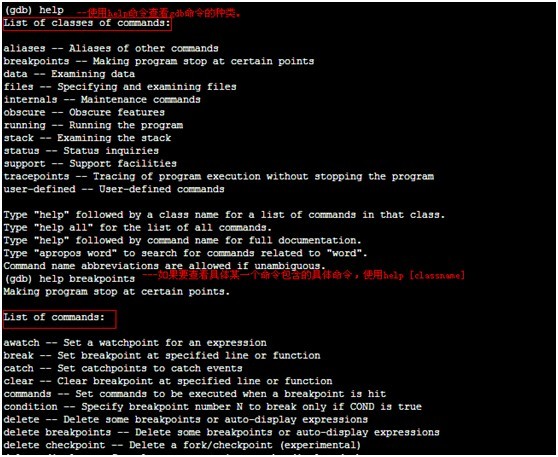 (gdb) help --使用help命令查看gdb命令的种类。
List of classes of commands:
aliases -- Aliases of other commands
breakpoints -- Making program stop at certain points
data -- Examining data
files -- Specifying and examining files
internals -- Maintenance commands
obscure -- Obscure features
running -- Running the program
stack -- Examining the stack
status -- Status inquiries
support -- Support facilities
tracepoints -- Tracing of program execution without stopping the program
user-defined -- User-defined commands
Type "help" followed by a class name for a list of commands in that class.
Type "help all" for the list of all commands.
Type "help" followed by command name for full documentation.
Type "apropos word" to search for commands related to "word".
Command name abbreviations are allowed if unambiguous.
(gdb) help breakpoints ---如果要查看具体某一个命令包含的具体命令，使用help [classname]
Making program stop at certain points.
List of commands:
awatch -- Set a watchpoint for an expression
break -- Set breakpoint at specified line or function
catch -- Set catchpoints to catch events
clear -- Clear breakpoint at specified line or function
commands -- Set commands to be executed when a breakpoint is hit
condition -- Specify breakpoint number N to break only if COND is true
delete -- Delete some breakpoints or auto-display expressions
delete breakpoints -- Delete some breakpoints or auto-display expressions
delete checkpoint -- Delete a fork/checkpoint (experimental)